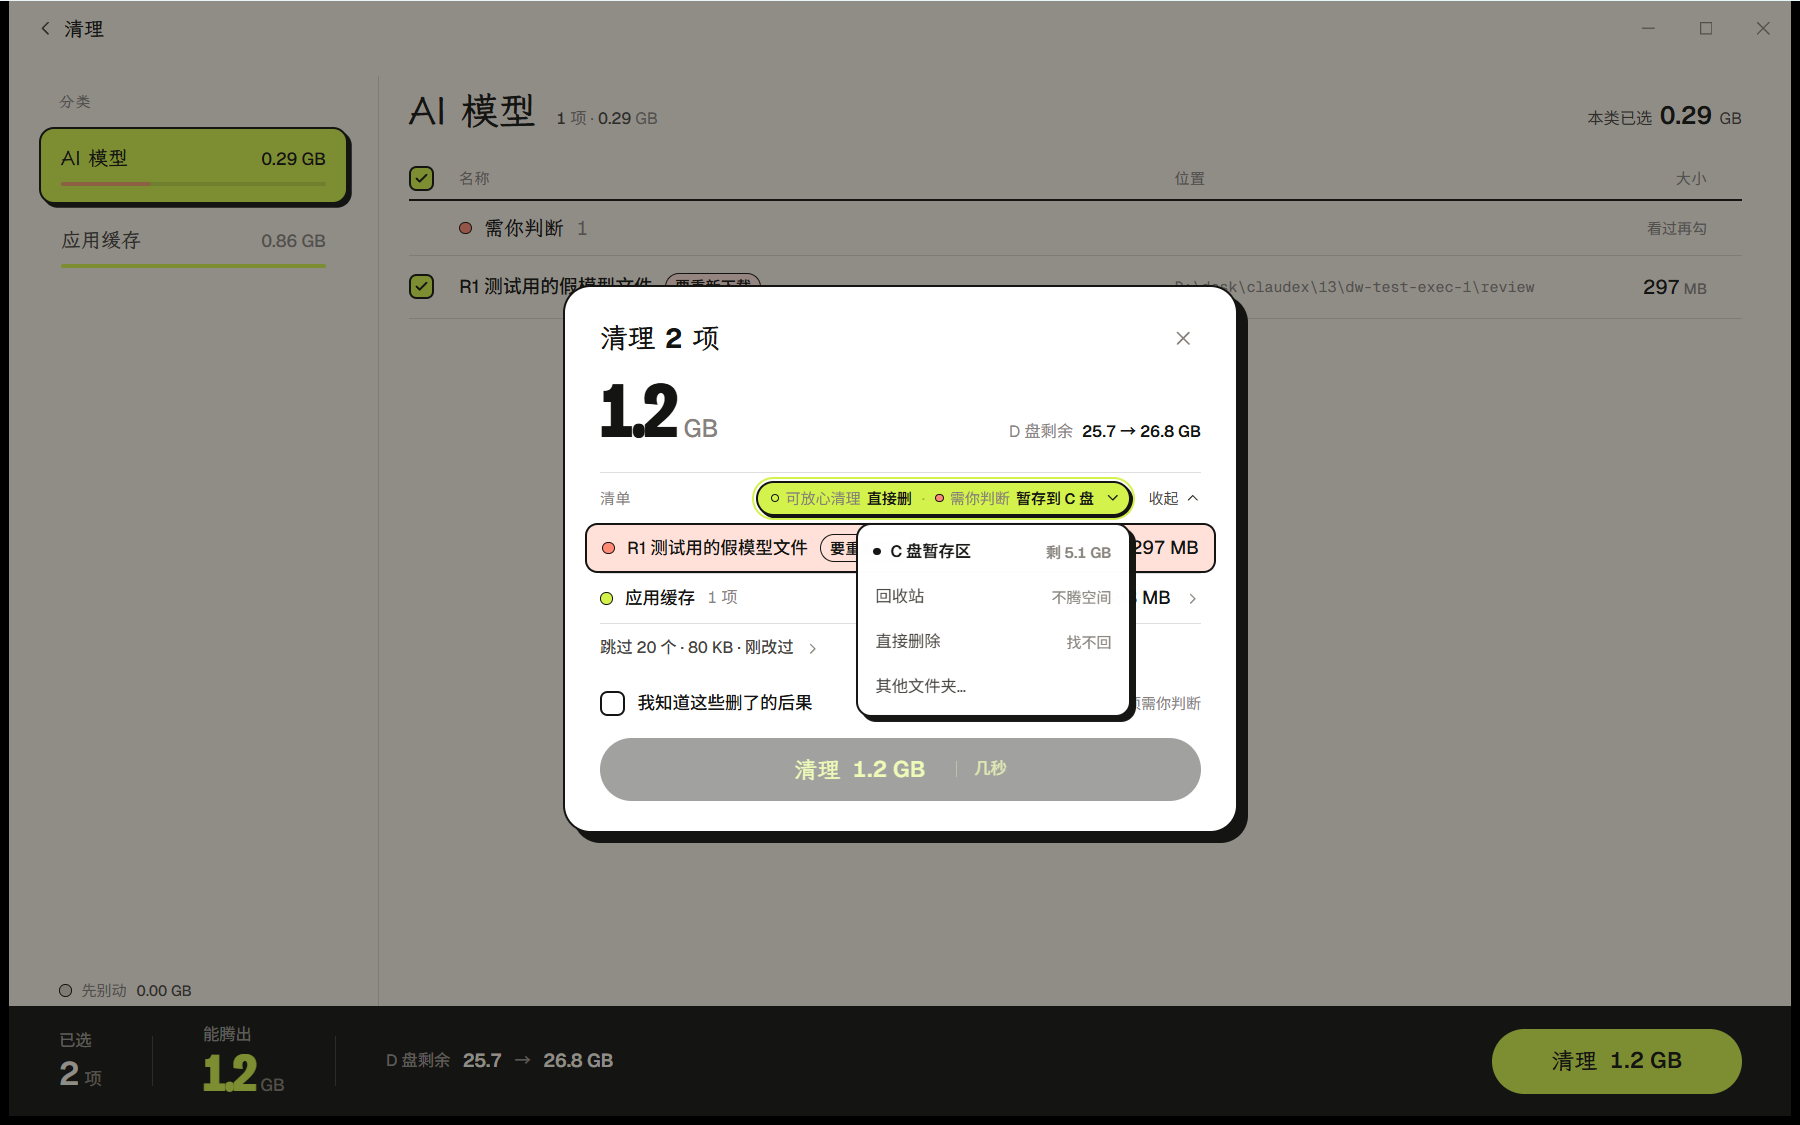 清理
分类
AI 模型 0.29 GB
应用缓存 0.86 GB
先别动 0.00 GB
AI 模型 1 项 · 0.29 GB
本类已选 0.29 GB
名称 位置 大小
需你判断 1 看过再勾
R1 测试用的假模型文件 要重新下载 \claudex\13\dw-test-exec-1\review 297 MB
清理 2 项
1.2 GB
D 盘剩余 25.7 → 26.8 GB
清单
可放心清理 直接删 · 需你判断 暂存到 C 盘
收起
R1 测试用的假模型文件 要重 297 MB
应用缓存 1 项 MB
跳过 20 个 · 80 KB · 刚改过
C 盘暂存区 剩 5.1 GB
回收站 不腾空间
直接删除 找不回
其他文件夹...
我知道这些删了的后果 需你判断
清理 1.2 GB 几秒
已选
2 项
能腾出
1.2 GB
D 盘剩余 25.7 → 26.8 GB
清理 1.2 GB